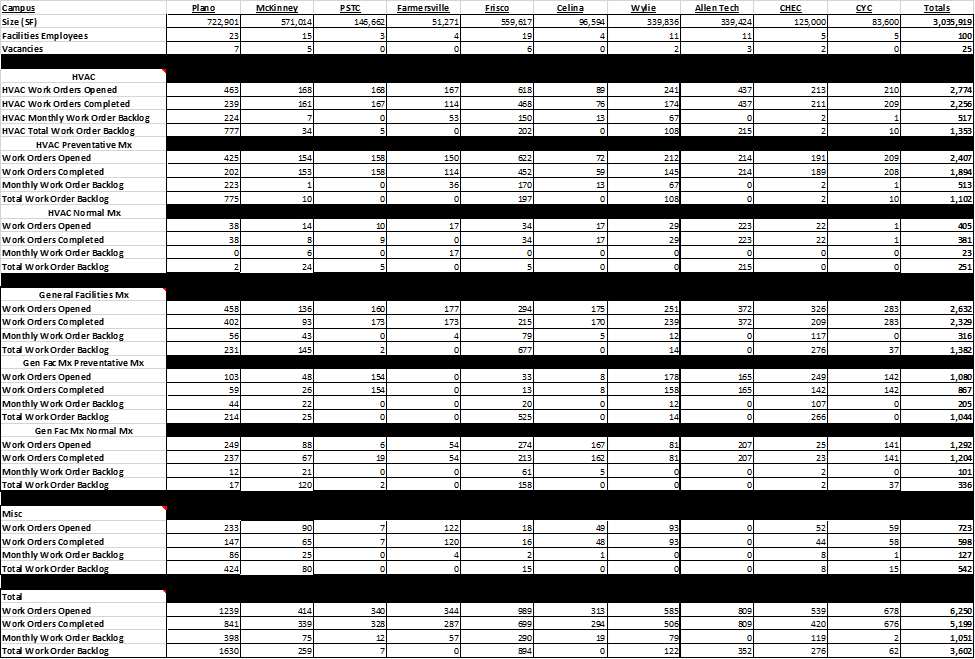 Campus Plano McKinney PSTC Farmersville Frisco Celina Wylie Allen Tech CHEC CYC Totals
Size (SF) 722,901 571,014 146,662 51,271 559,617 96,594 339,836 339,424 125,000 83,600 3,035,919
Facilities Employees 23 15 3 4 19 4 11 11 5 5 100
Vacancies 7 5 0 0 6 0 2 3 2 0 25
HVAC
HVAC Work Orders Opened 463 168 168 167 618 89 241 437 213 210 2,774
HVAC Work Orders Completed 239 161 167 114 468 76 174 437 211 209 2,256
HVAC Monthly Work Order Backlog 224 7 0 53 150 13 67 0 2 1 517
HVAC Total Work Order Backlog 777 34 5 0 202 0 108 215 2 10 1,353
HVAC Preventative Mx
Work Orders Opened 425 154 158 150 622 72 212 214 191 209 2,407
Work Orders Completed 202 153 158 114 452 59 145 214 189 208 1,894
Monthly Work Order Backlog 223 1 0 36 170 13 67 0 2 1 513
Total Work Order Backlog 775 10 0 0 197 0 108 0 2 10 1,102
HVAC Normal Mx
Work Orders Opened 38 14 10 17 34 17 29 223 22 1 405
Work Orders Completed 38 8 9 0 34 17 29 223 22 1 381
Monthly Work Order Backlog 0 6 0 17 0 0 0 0 0 0 23
Total Work Order Backlog 2 24 5 0 5 0 0 215 0 0 251
General Facilities Mx
Work Orders Opened 458 136 160 177 294 175 251 372 326 283 2,632
Work Orders Completed 402 93 173 173 215 170 239 372 209 283 2,329
Monthly Work Order Backlog 56 43 0 4 79 5 12 0 117 0 316
Total Work Order Backlog 231 145 2 0 677 0 14 0 276 37 1,382
Gen Fac Mx Preventative Mx
Work Orders Opened 103 48 154 0 33 8 178 165 249 142 1,080
Work Orders Completed 59 26 154 0 13 8 158 165 142 142 867
Monthly Work Order Backlog 44 22 0 0 20 0 12 0 107 0 205
Total Work Order Backlog 214 25 0 0 525 0 14 0 266 0 1,044
Gen Fac Mx Normal Mx
Work Orders Opened 249 88 6 54 274 167 81 207 25 141 1,292
Work Orders Completed 237 67 19 54 213 162 81 207 23 141 1,204
Monthly Work Order Backlog 12 21 0 0 61 5 0 0 2 0 101
Total Work Order Backlog 17 120 2 0 158 0 0 0 2 37 336
Misc
Work Orders Opened 233 90 7 122 18 49 93 0 52 59 723
Work Orders Completed 147 65 7 120 16 48 93 0 44 58 598
Monthly Work Order Backlog 86 25 0 4 2 1 0 0 8 1 127
Total Work Order Backlog 424 80 0 0 15 0 0 0 8 15 542
Total
Work Orders Opened 1239 414 340 344 989 313 585 809 539 678 6,250
Work Orders Completed 841 339 328 287 699 294 506 809 420 676 5,199
Monthly Work Order Backlog 398 75 12 57 290 19 79 0 119 2 1,051
Total Work Order Backlog 1630 259 7 0 894 0 122 352 276 62 3,602